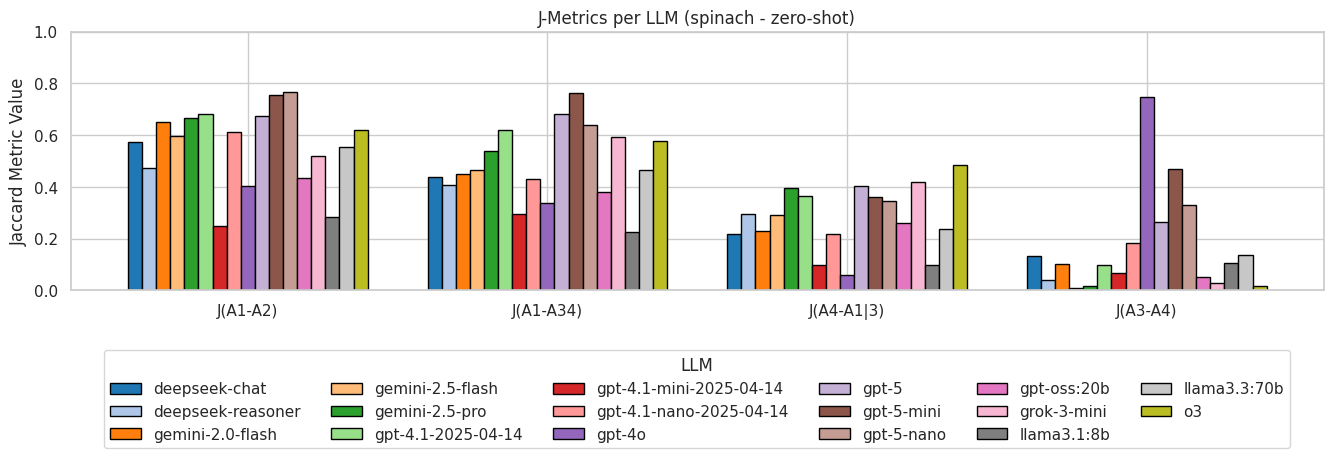 J-Metrics per LLM (spinach - zero-shot)
Jaccard Metric Value
1.0
0.8
0.6
0.4
0.2
0.0
J(A1-A2)
J(A1-A34)
J(A4-A1|3)
J(A3-A4)
LLM
deepseek-chat
deepseek-reasoner
gemini-2.0-flash
gemini-2.5-flash
gemini-2.5-pro
gpt-4.1-2025-04-14
gpt-4.1-mini-2025-04-14
gpt-4.1-nano-2025-04-14
gpt-4o
gpt-5
gpt-5-mini
gpt-5-nano
gpt-oss:20b
grok-3-mini
llama3.1:8b
llama3.3:70b
o3